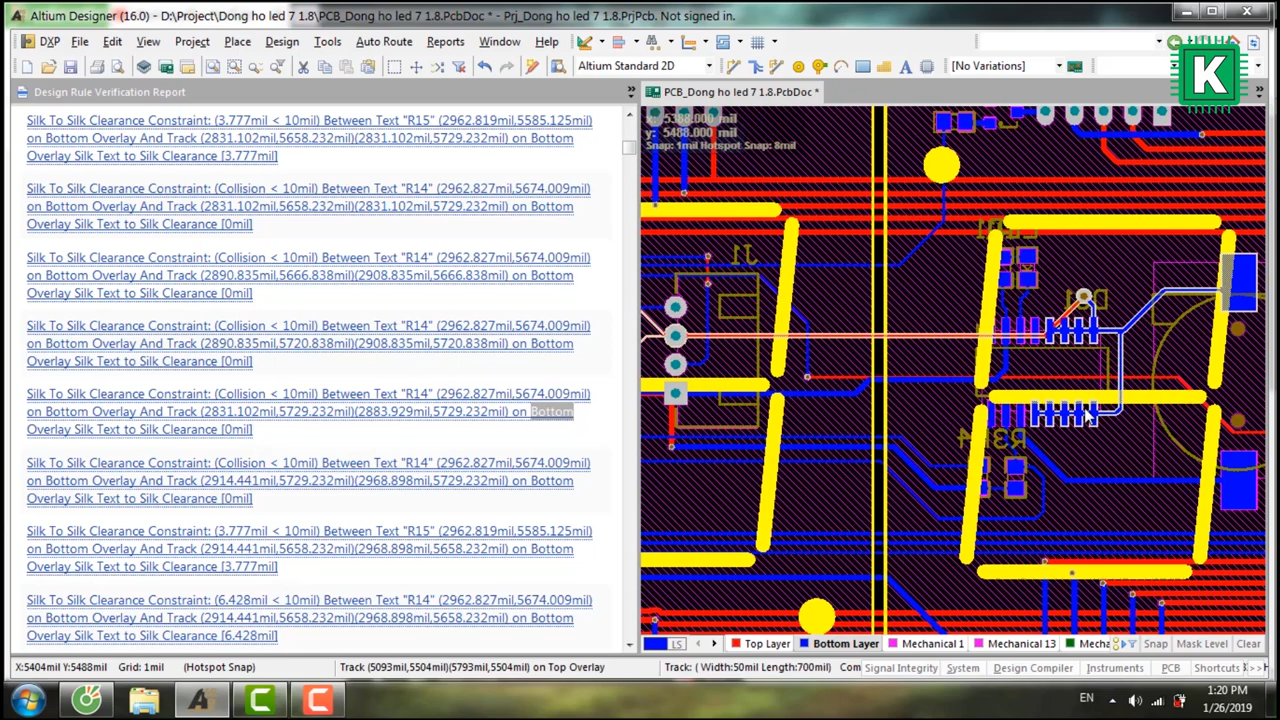 Altium Designer (16.0) - D:\Project\Dong ho led 7 1.8\PCB_Dong ho led 7 1.8.PcbDoc * - Prj_Dong ho led 7 1.8.PrjPcb. Not signed in.
DXP File Edit View Project Place Design Tools Auto Route Reports Window Help
Altium Standard 2D
[No Variations]
K
Design Rule Verification Report
PCB_Dong ho led 7 1.8.PcbDoc *
Silk To Silk Clearance Constraint: (3.777mil < 10mil) Between Text "R15" (2962.819mil,5585.125mil)
on Bottom Overlay And Track (2831.102mil,5658.232mil)(2831.102mil,5729.232mil) on Bottom
Overlay Silk Text to Silk Clearance [3.777mil]
Silk To Silk Clearance Constraint: (Collision < 10mil) Between Text "R14" (2962.827mil,5674.009mil)
on Bottom Overlay And Track (2831.102mil,5658.232mil)(2831.102mil,5729.232mil) on Bottom
Overlay Silk Text to Silk Clearance [0mil]
Silk To Silk Clearance Constraint: (Collision < 10mil) Between Text "R14" (2962.827mil,5674.009mil)
on Bottom Overlay And Track (2890.835mil,5666.838mil)(2908.835mil,5666.838mil) on Bottom
Overlay Silk Text to Silk Clearance [0mil]
Silk To Silk Clearance Constraint: (Collision < 10mil) Between Text "R14" (2962.827mil,5674.009mil)
on Bottom Overlay And Track (2890.835mil,5720.838mil)(2908.835mil,5720.838mil) on Bottom
Overlay Silk Text to Silk Clearance [0mil]
Silk To Silk Clearance Constraint: (Collision < 10mil) Between Text "R14" (2962.827mil,5674.009mil)
on Bottom Overlay And Track (2831.102mil,5729.232mil)(2883.929mil,5729.232mil) on Bottom
Overlay Silk Text to Silk Clearance [0mil]
Silk To Silk Clearance Constraint: (Collision < 10mil) Between Text "R14" (2962.827mil,5674.009mil)
on Bottom Overlay And Track (2914.441mil,5729.232mil)(2968.898mil,5729.232mil) on Bottom
Overlay Silk Text to Silk Clearance [0mil]
Silk To Silk Clearance Constraint: (3.777mil < 10mil) Between Text "R15" (2962.819mil,5585.125mil)
on Bottom Overlay And Track (2914.441mil,5658.232mil)(2968.898mil,5658.232mil) on Bottom
Overlay Silk Text to Silk Clearance [3.777mil]
Silk To Silk Clearance Constraint: (6.428mil < 10mil) Between Text "R14" (2962.827mil,5674.009mil)
on Bottom Overlay And Track (2914.441mil,5658.232mil)(2968.898mil,5658.232mil) on Bottom
Overlay Silk Text to Silk Clearance [6.428mil]
x: 5388.000 mil
y: 5488.000 mil
Snap: 1mil Hotspot Snap: 8mil
J1
LS Top Layer Bottom Layer Mechanical 1 Mechanical 13 Mecha Snap Mask Level Clear
X:5404mil Y:5488mil Grid: 1mil (Hotspot Snap) Track (5093mil,5504mil)(5793mil,5504mil) on Top Overlay Track: ( Width:50mil Length:700mil) Com Signal Integrity System Design Compiler Instruments PCB Shortcuts >>
EN
1:20 PM
1/26/2019